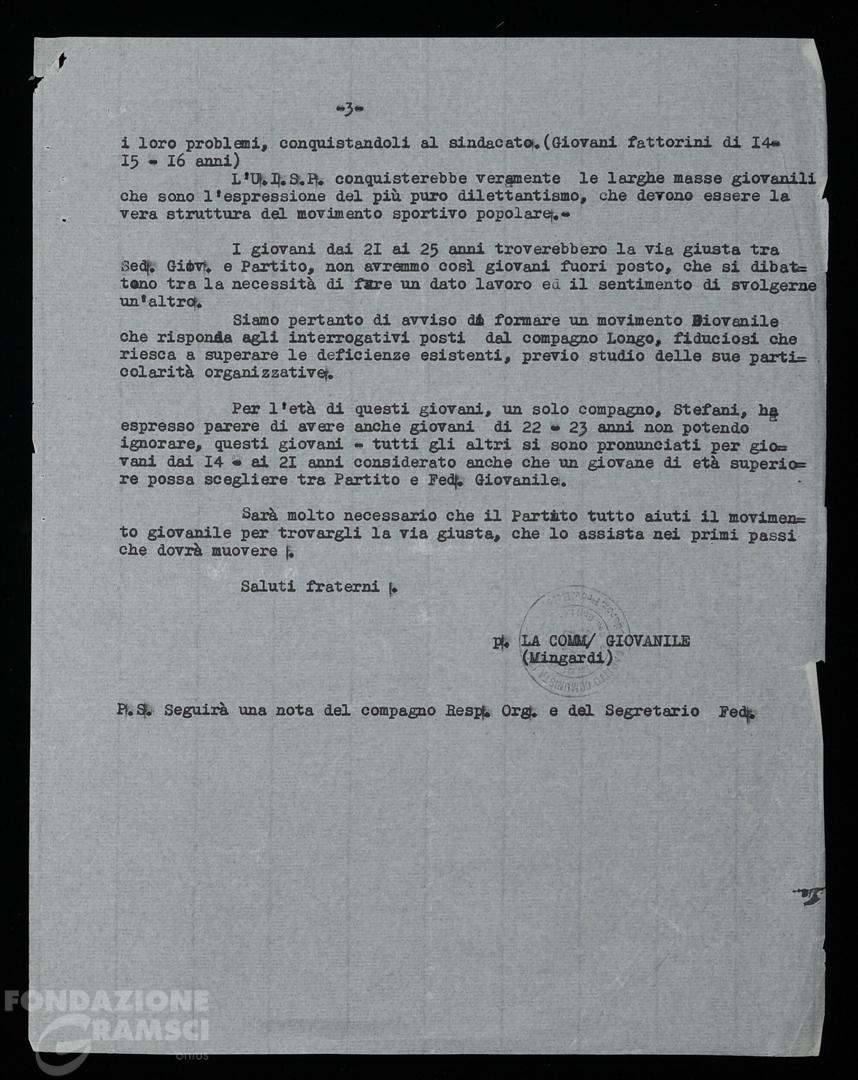 -3-
i loro problemi, conquistandoli al sindacato.(Giovani fattorini di I4-
I5 - I6 anni)
L'U.I.S.P. conquisterebbe veramente le larghe masse giovanili
che sono l'espressione del più puro dilettantismo, che devono essere la
vera struttura del movimento sportivo popolare.-
I giovani dai 2I ai 25 anni troverebbero la via giusta tra
Sed. Giov. e Partito, non avremmo così giovani fuori posto, che si dibat=
tono tra la necessità di fare un dato lavoro ed il sentimento di svolgerne
un'altro.
Siamo pertanto di avviso di formare un movimento Giovanile
che risponda agli interrogativi posti dal compagno Longo, fiduciosi che
riesca a superare le deficienze esistenti, previo studio delle sue parti=
colarità organizzative.
Per l'età di questi giovani, un solo compagno, Stefani, ha
espresso parere di avere anche giovani di 22 - 23 anni non potendo
ignorare, questi giovani - tutti gli altri si sono pronunciati per gio=
vani dai I4 - ai 2I anni considerato anche che un giovane di età superio=
re possa scegliere tra Partito e Fed. Giovanile.
Sarà molto necessario che il Partito tutto aiuti il movimen=
to giovanile per trovargli la via giusta, che lo assista nei primi passi
che dovrà muovere .
Saluti fraterni .
p. LA COMM/ GIOVANILE
(Mingardi)
P.S. Seguirà una nota del compagno Resp. Org. e del Segretario Fed.
FONDAZIONE
GRAMSCI
onlus